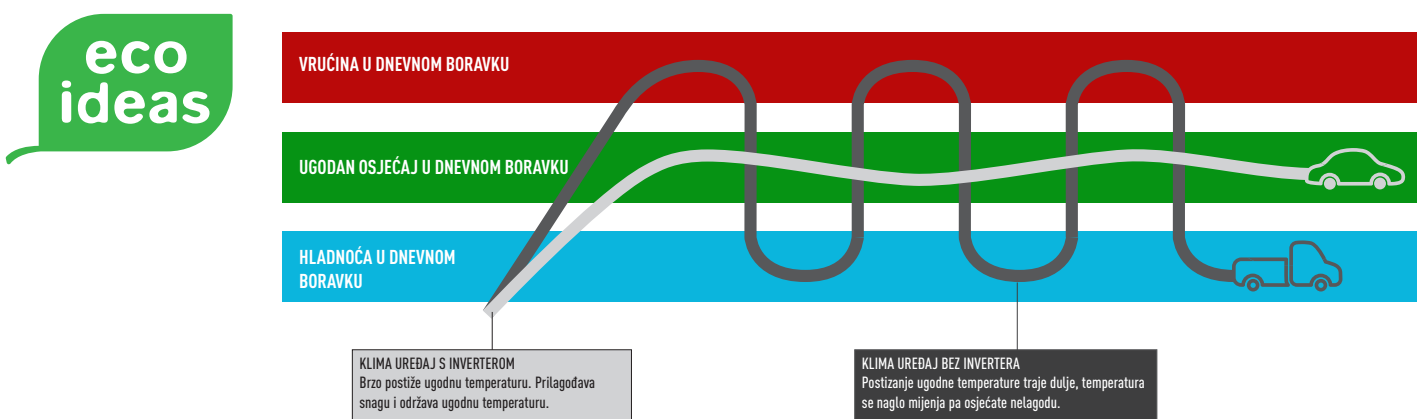 eco
ideas
VRUĆINA U DNEVNOM BORAVKU
UGODAN OSJEĆAJ U DNEVNOM BORAVKU
HLADNOĆA U DNEVNOM
BORAVKU
KLIMA UREĐAJ S INVERTEROM
Brzo postiže ugodnu temperaturu. Prilagođava
snagu i održava ugodnu temperaturu.
KLIMA UREĐAJ BEZ INVERTERA
Postizanje ugodne temperature traje dulje, temperatura
se naglo mijenja pa osjećate nelagodu.